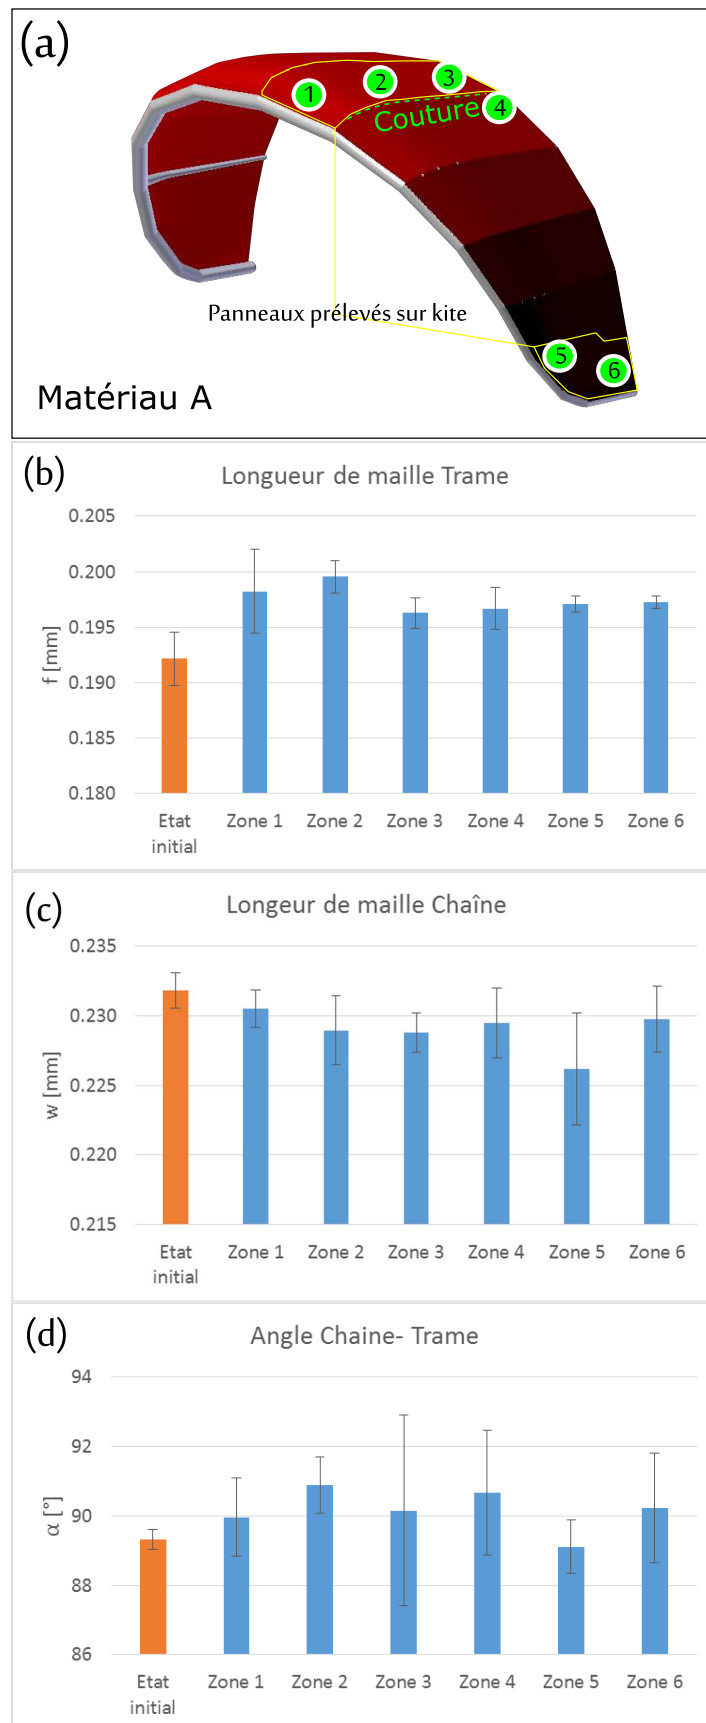 (a)
1
2
3
4
Couture
Panneaux prélevés sur kite
5
6
Matériau A
(b)
Longueur de maille Trame
0.205
0.200
0.195
0.190
0.185
0.180
f [mm]
Etat initial
Zone 1
Zone 2
Zone 3
Zone 4
Zone 5
Zone 6
(c)
Longeur de maille Chaîne
0.235
0.230
0.225
0.220
0.215
w [mm]
Etat initial
Zone 1
Zone 2
Zone 3
Zone 4
Zone 5
Zone 6
(d)
Angle Chaine- Trame
94
92
90
88
86
α [°]
Etat initial
Zone 1
Zone 2
Zone 3
Zone 4
Zone 5
Zone 6